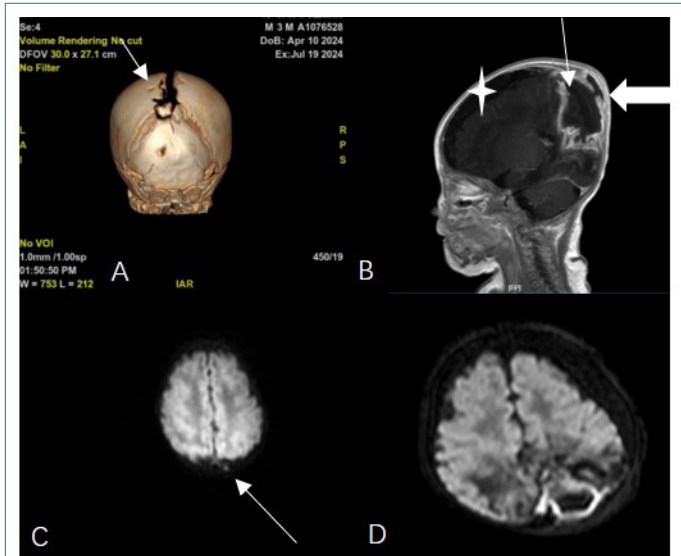 Se:4
Volume Rendering No cut
DFOV 30.0 x 27.1 cm
No Filter
M 3 M A1076528
DoB: Apr 10 2024
Ex:Jul 19 2024
L
A
I
R
P
S
No VOI
1.0mm /1.00sp
01:50:50 PM
W = 753 L = 212
IAR
450/19
A
B
[FP]
C
D